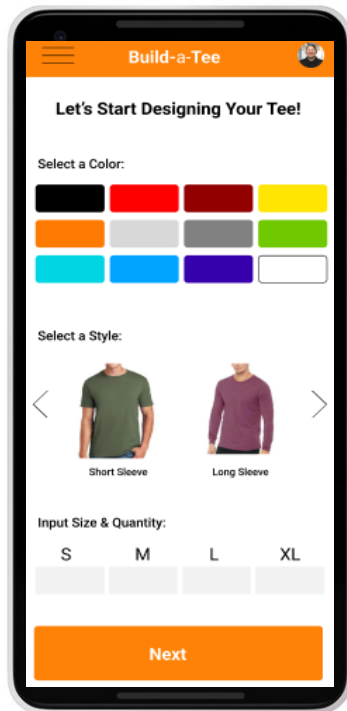 Build-a-Tee
Let's Start Designing Your Tee!
Select a Color:
Select a Style:
Short Sleeve Long Sleeve
Input Size & Quantity:
S M L XL
Next